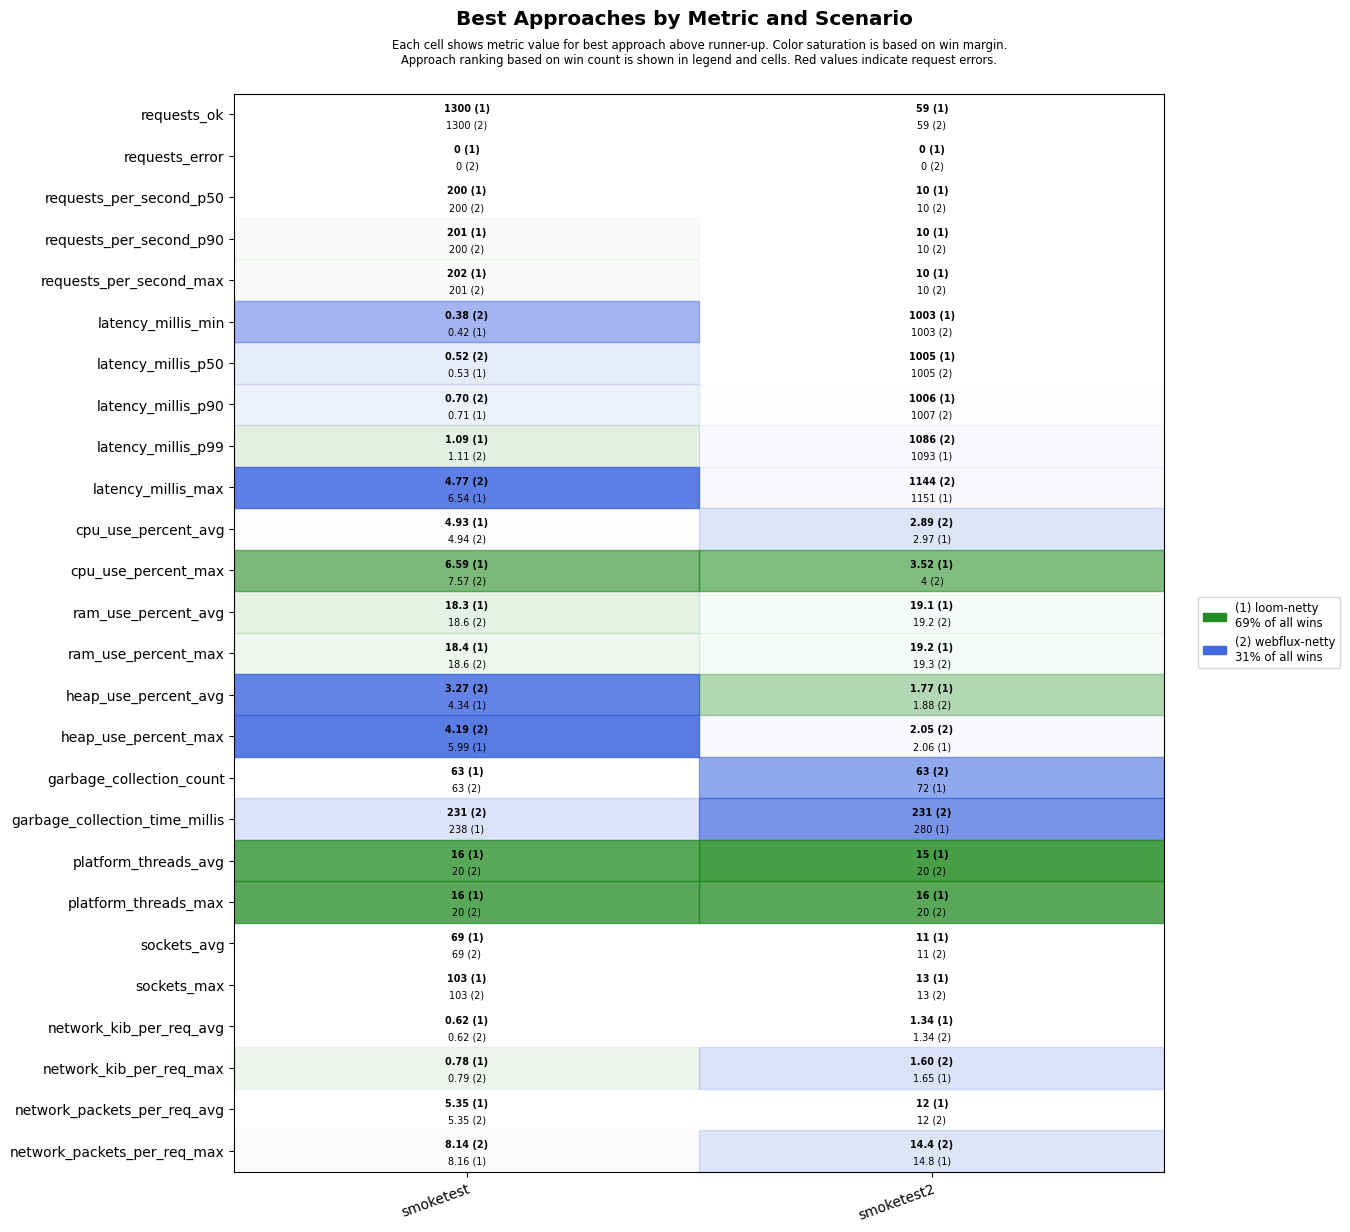 Best Approaches by Metric and Scenario
Each cell shows metric value for best approach above runner-up. Color saturation is based on win margin.
Approach ranking based on win count is shown in legend and cells. Red values indicate request errors.
requests_ok
1300 (1)
1300 (2)
59 (1)
59 (2)
requests_error
0 (1)
0 (2)
0 (1)
0 (2)
requests_per_second_p50
200 (1)
200 (2)
10 (1)
10 (2)
requests_per_second_p90
201 (1)
200 (2)
10 (1)
10 (2)
requests_per_second_max
202 (1)
201 (2)
10 (1)
10 (2)
latency_millis_min
0.38 (2)
0.42 (1)
1003 (1)
1003 (2)
latency_millis_p50
0.52 (2)
0.53 (1)
1005 (1)
1005 (2)
latency_millis_p90
0.70 (2)
0.71 (1)
1006 (1)
1007 (2)
latency_millis_p99
1.09 (1)
1.11 (2)
1086 (2)
1093 (1)
latency_millis_max
4.77 (2)
6.54 (1)
1144 (2)
1151 (1)
cpu_use_percent_avg
4.93 (1)
4.94 (2)
2.89 (2)
2.97 (1)
cpu_use_percent_max
6.59 (1)
7.57 (2)
3.52 (1)
4 (2)
ram_use_percent_avg
18.3 (1)
18.6 (2)
19.1 (1)
19.2 (2)
ram_use_percent_max
18.4 (1)
18.6 (2)
19.2 (1)
19.3 (2)
heap_use_percent_avg
3.27 (2)
4.34 (1)
1.77 (1)
1.88 (2)
heap_use_percent_max
4.19 (2)
5.99 (1)
2.05 (2)
2.06 (1)
garbage_collection_count
63 (1)
63 (2)
63 (2)
72 (1)
garbage_collection_time_millis
231 (2)
238 (1)
231 (2)
280 (1)
platform_threads_avg
16 (1)
20 (2)
15 (1)
20 (2)
platform_threads_max
16 (1)
20 (2)
16 (1)
20 (2)
sockets_avg
69 (1)
69 (2)
11 (1)
11 (2)
sockets_max
103 (1)
103 (2)
13 (1)
13 (2)
network_kib_per_req_avg
0.62 (1)
0.62 (2)
1.34 (1)
1.34 (2)
network_kib_per_req_max
0.78 (1)
0.79 (2)
1.60 (2)
1.65 (1)
network_packets_per_req_avg
5.35 (1)
5.35 (2)
12 (1)
12 (2)
network_packets_per_req_max
8.14 (2)
8.16 (1)
14.4 (2)
14.8 (1)
smoketest
smoketest2
(1) loom-netty
69% of all wins
(2) webflux-netty
31% of all wins